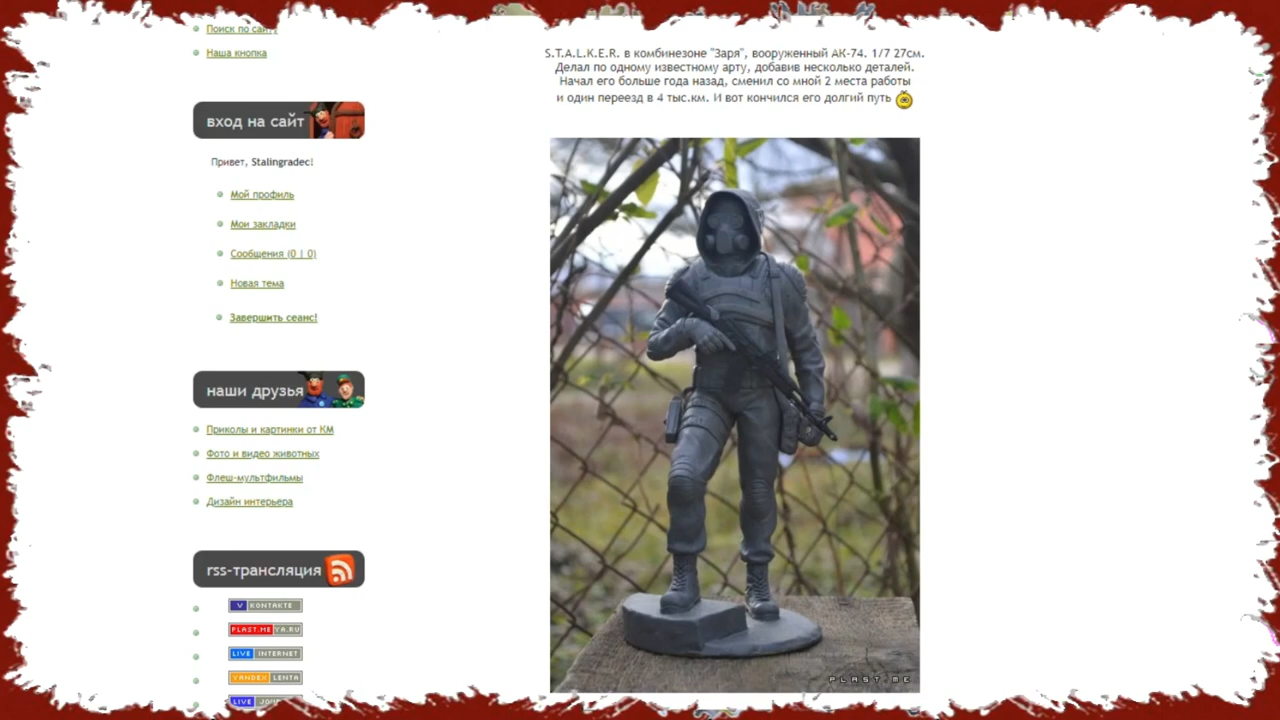 Поиск по сайту
Наша кнопка
вход на сайт
Привет, Stalingradec!
Мой профиль
Мои закладки
Сообщения (0 | 0)
Новая тема
Завершить сеанс!
наши друзья
Приколы и картинки от КМ
Фото и видео животных
Флеш-мультфильмы
Дизайн интерьера
rss-трансляция
V KONTAKTE
PLAST.ME YA.RU
LIVE INTERNET
YANDEX LENTA
LIVE
S.T.A.L.K.E.R. в комбинезоне "Заря", вооруженный АК-74. 1/7 27см.
Делал по одному известному арту, добавив несколько деталей.
Начал его больше года назад, сменил со мной 2 места работы
и один переезд в 4 тыс.км. И вот кончился его долгий путь
PLAST.ME